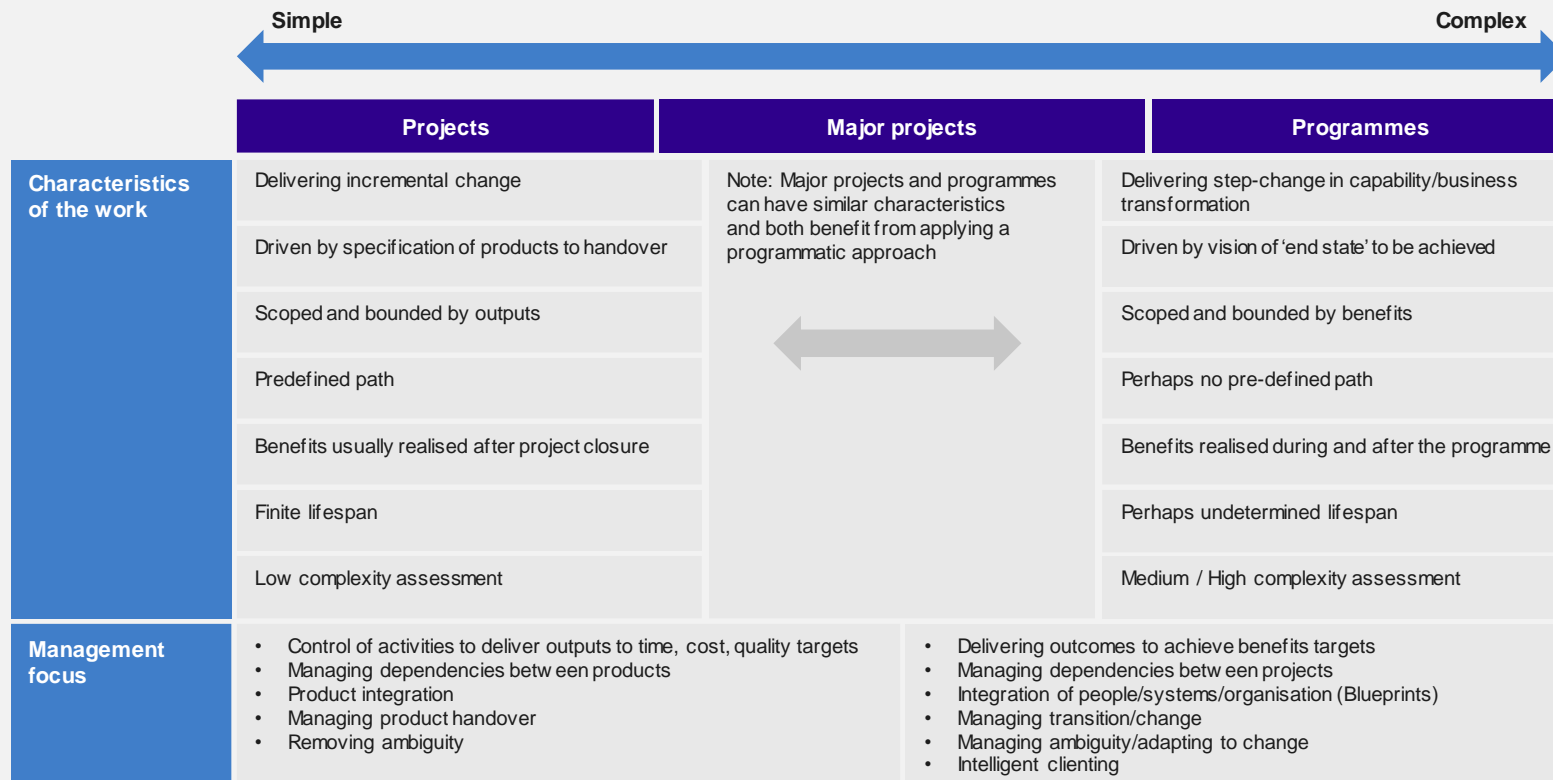 Simple
Complex
Projects
Major projects
Programmes
Characteristics
of the work
Delivering incremental change
Driven by specification of products to handover
Scoped and bounded by outputs
Predefined path
Benefits usually realised after project closure
Finite lifespan
Low complexity assessment
Note: Major projects and programmes
can have similar characteristics
and both benefit from applying a
programmatic approach
Delivering step-change in capability/business
transformation
Driven by vision of ‘end state’ to be achieved
Scoped and bounded by benefits
Perhaps no pre-defined path
Benefits realised during and after the programme
Perhaps undetermined lifespan
Medium / High complexity assessment
Management
focus
• Control of activities to deliver outputs to time, cost, quality targets
• Managing dependencies between products
• Product integration
• Managing product handover
• Removing ambiguity
• Delivering outcomes to achieve benefits targets
• Managing dependencies between projects
• Integration of people/systems/organisation (Blueprints)
• Managing transition/change
• Managing ambiguity/adapting to change
• Intelligent clienting